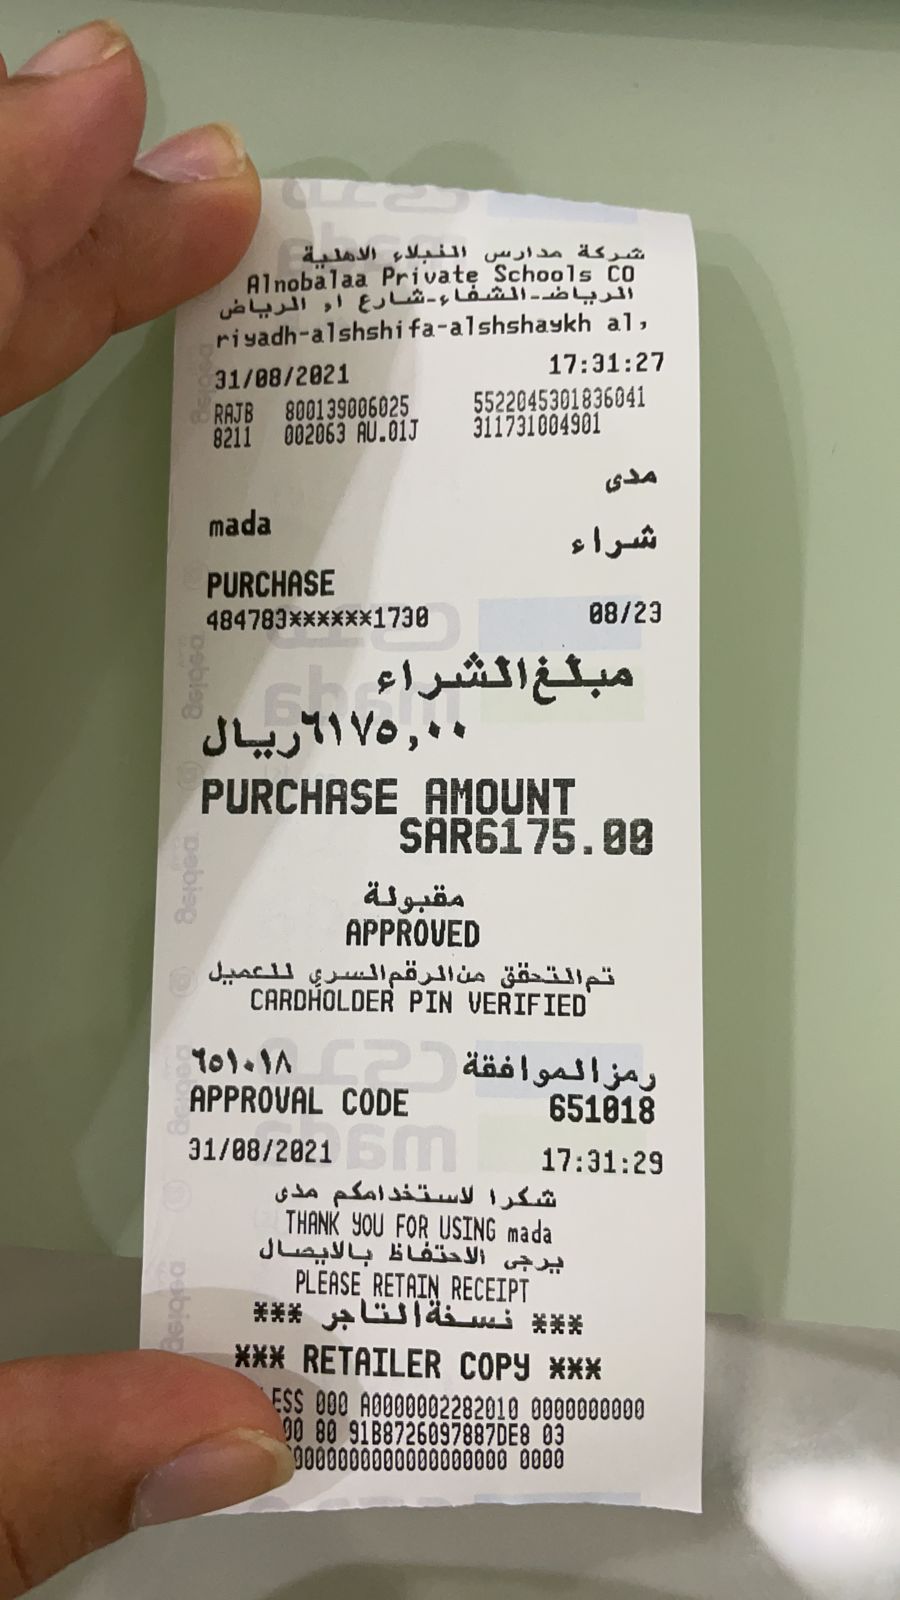 شركة مدارس النبلاء الاهلية
Alnobalaa Private Schools CO
الرياض-الشفاء-شارع ا, الرياض
riyadh-alshshifa-alshshaykh al,
31/08/2021 17:31:27
RAJB 800139006025 5522045301836041
8211 002063 AU.01J 311731004901
مدى
mada
شراء
PURCHASE
484783******1730 08/23
مبلغ الشراء
٦١٧٥,٠٠ ريال
PURCHASE AMOUNT
SAR6175.00
مقبولة
APPROVED
تم التحقق من الرقم السري للعميل
CARDHOLDER PIN VERIFIED
رمز الموافقة ٦٥١٠١٨
APPROVAL CODE 651018
31/08/2021 17:31:29
شكرا لاستخدامكم مدى
THANK YOU FOR USING mada
يرجى الاحتفاظ بالايصال
PLEASE RETAIN RECEIPT
*** نسخة التاجر ***
*** RETAILER COPY ***
ESS 000 A0000002282010 0000000000
00 80 91B8726097887DE8 03
0000